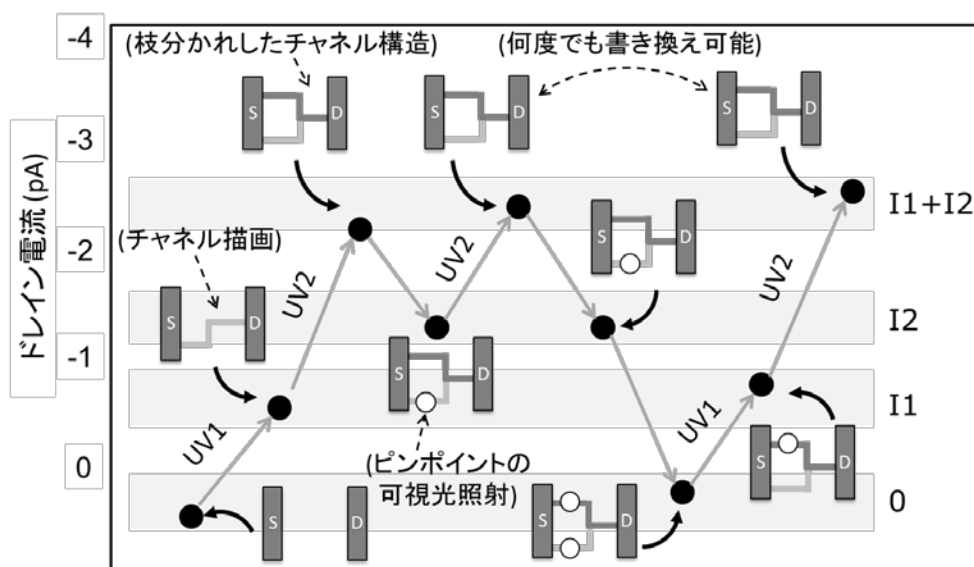 -4
-3
-2
-1
0
ドレイン電流 (pA)
(枝分かれしたチャネル構造)
(何度でも書き換え可能)
S
D
S
D
S
D
I1+I2
(チャネル描画)
UV2
UV2
S
D
UV2
S
D
I2
S
D
UV1
UV1
I1
(ピンポイントの
可視光照射)
S
D
S
D
S
D
0